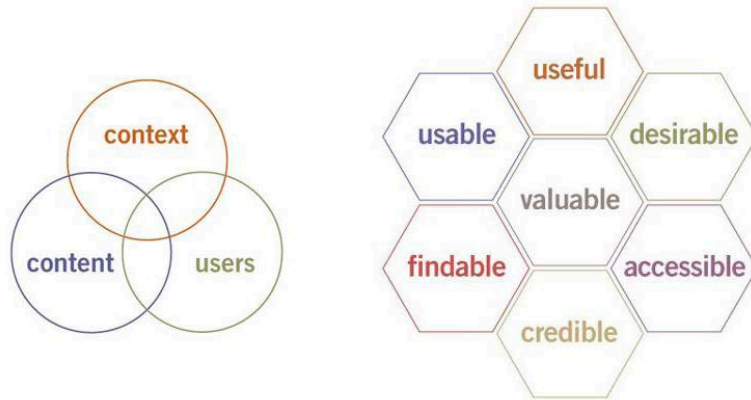 context
content
users
useful
usable
desirable
valuable
findable
accessible
credible